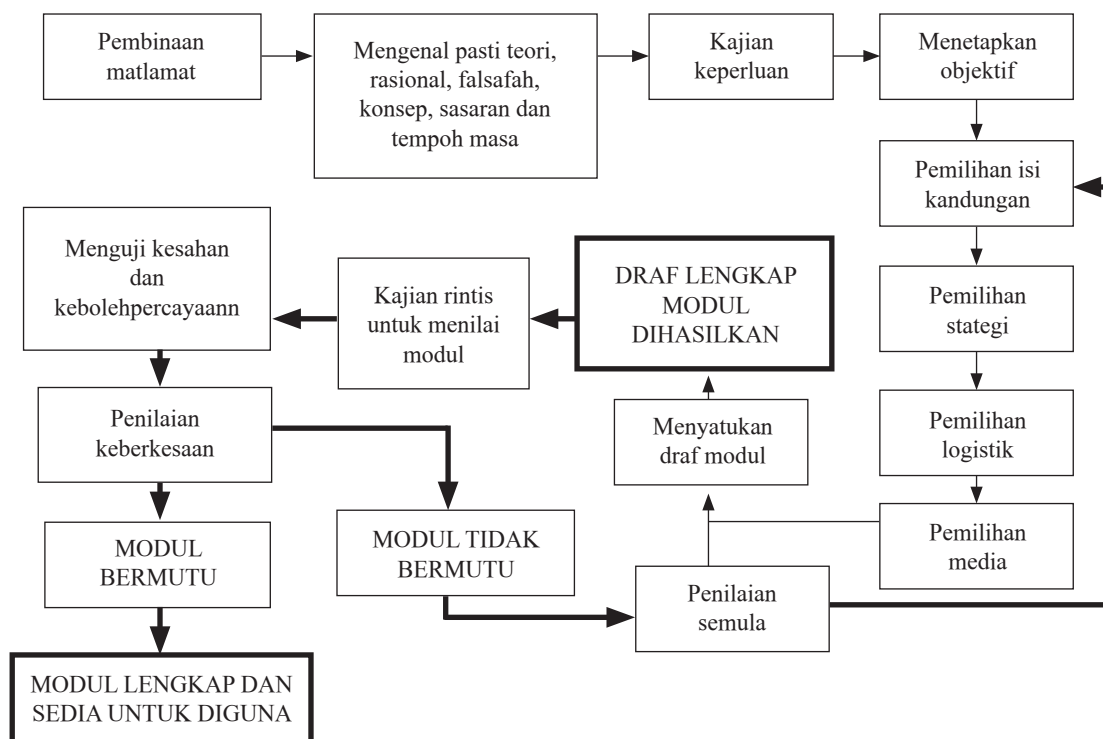 Pembinaan
matlamat
Mengenal pasti teori,
rasional, falsafah,
konsep, sasaran dan
tempoh masa
Kajian
keperluan
Menetapkan
objektif
Pemilihan isi
kandungan
Pemilihan
stategi
Pemilihan
logistik
Pemilihan
media
Menyatukan
draf modul
DRAF LENGKAP
MODUL
DIHASILKAN
Kajian rintis
untuk menilai
modul
Menguji kesahan
dan
kebolehpercayaann
Penilaian
keberkesaan
MODUL
BERMUTU
MODUL LENGKAP DAN
SEDIA UNTUK DIGUNA
MODUL TIDAK
BERMUTU
Penilaian
semula